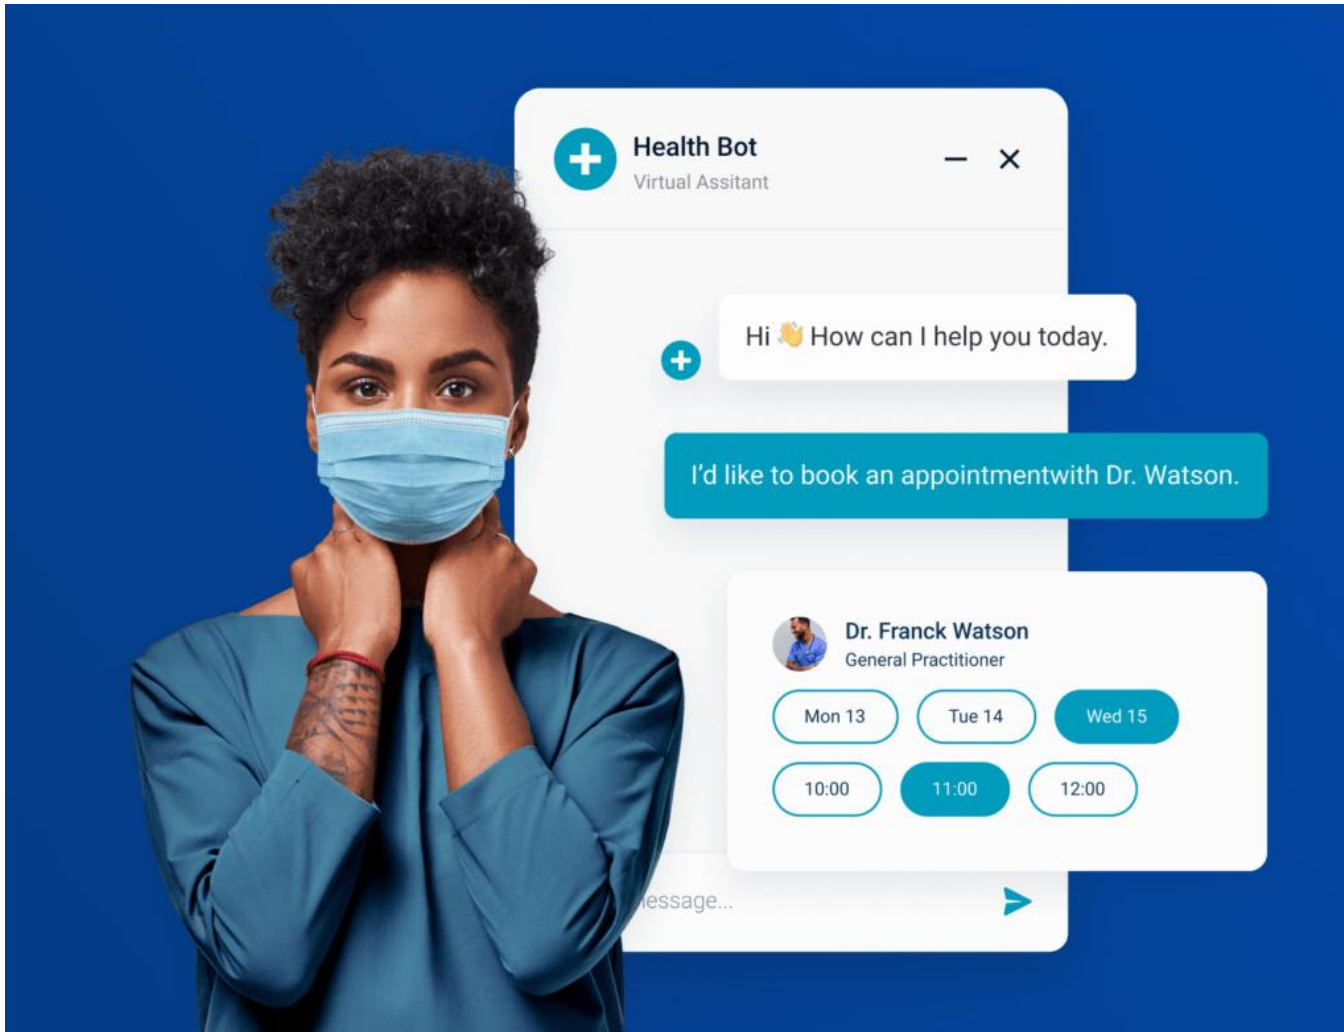 Health Bot
Virtual Assitant
Hi 👋 How can I help you today.
I'd like to book an appointmentwith Dr. Watson.
Dr. Franck Watson
General Practitioner
Mon 13 Tue 14 Wed 15
10:00 11:00 12:00
essage...